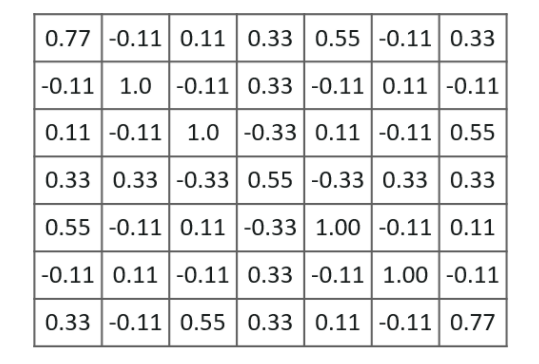 0.77 -0.11 0.11 0.33 0.55 -0.11 0.33
-0.11 1.0 -0.11 0.33 -0.11 0.11 -0.11
0.11 -0.11 1.0 -0.33 0.11 -0.11 0.55
0.33 0.33 -0.33 0.55 -0.33 0.33 0.33
0.55 -0.11 0.11 -0.33 1.00 -0.11 0.11
-0.11 0.11 -0.11 0.33 -0.11 1.00 -0.11
0.33 -0.11 0.55 0.33 0.11 -0.11 0.77